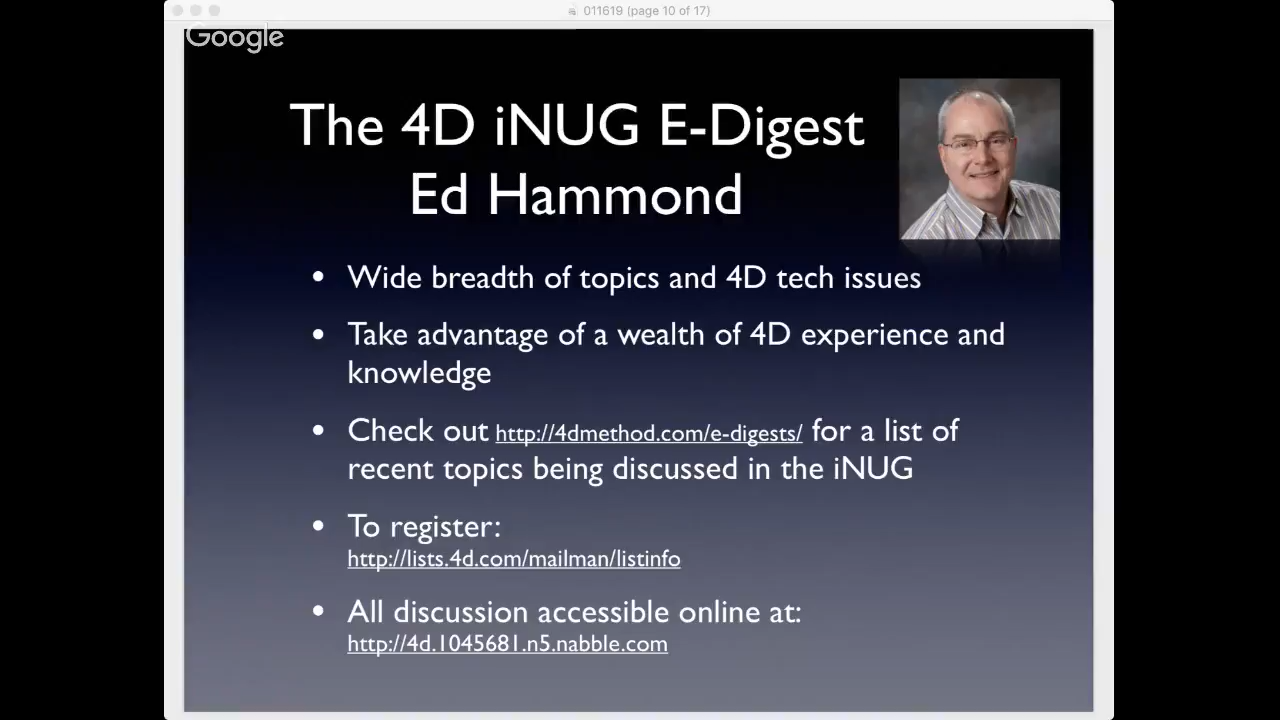 011619 (page 10 of 17)
Google
The 4D iNUG E-Digest
Ed Hammond
• Wide breadth of topics and 4D tech issues
• Take advantage of a wealth of 4D experience and
knowledge
• Check out http://4dmethod.com/e-digests/ for a list of
recent topics being discussed in the iNUG
• To register:
http://lists.4d.com/mailman/listinfo
• All discussion accessible online at:
http://4d.1045681.n5.nabble.com